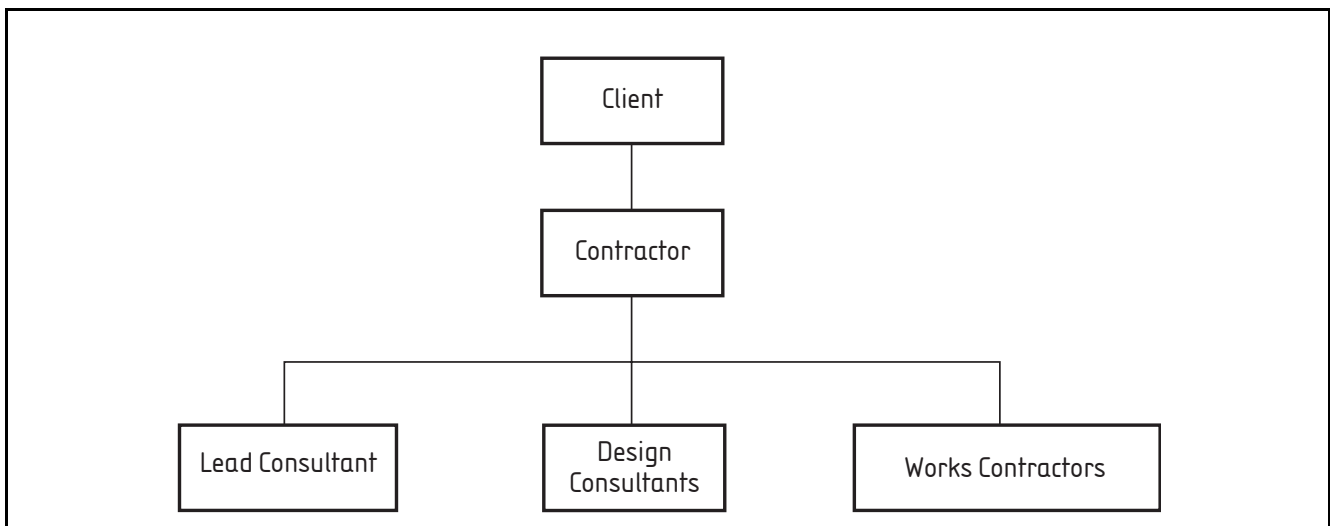 Client
Contractor
Lead Consultant
Design
Consultants
Works Contractors